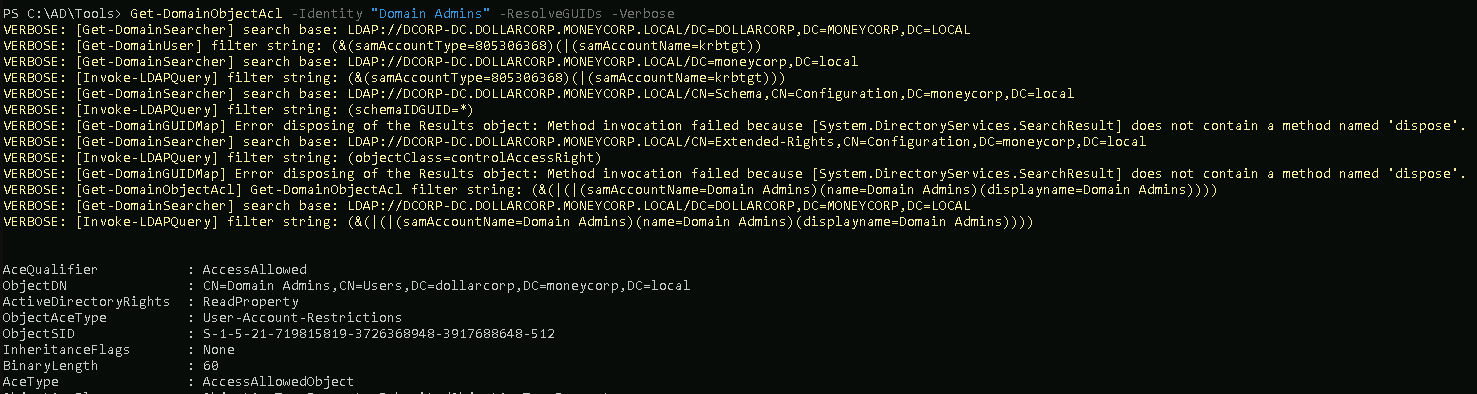 PS C:\AD\Tools> Get-DomainObjectAcl -Identity "Domain Admins" -ResolveGUIDs -Verbose
VERBOSE: [Get-DomainSearcher] search base: LDAP://DCORP-DC.DOLLARCORP.MONEYCORP.LOCAL/DC=DOLLARCORP,DC=MONEYCORP,DC=LOCAL
VERBOSE: [Get-DomainUser] filter string: (&(samAccountType=805306368)(|(samAccountName=krbtgt))
VERBOSE: [Get-DomainSearcher] search base: LDAP://DCORP-DC.DOLLARCORP.MONEYCORP.LOCAL/DC=moneycorp,DC=local
VERBOSE: [Invoke-LDAPQuery] filter string: (&(samAccountType=805306368)(|(samAccountName=krbtgt)))
VERBOSE: [Get-DomainSearcher] search base: LDAP://DCORP-DC.DOLLARCORP.MONEYCORP.LOCAL/CN=Schema,CN=Configuration,DC=moneycorp,DC=local
VERBOSE: [Invoke-LDAPQuery] filter string: (schemaIDGUID=*)
VERBOSE: [Get-DomainGUIDMap] Error disposing of the Results object: Method invocation failed because [System.DirectoryServices.SearchResult] does not contain a method named 'dispose'.
VERBOSE: [Get-DomainSearcher] search base: LDAP://DCORP-DC.DOLLARCORP.MONEYCORP.LOCAL/CN=Extended-Rights,CN=Configuration,DC=moneycorp,DC=local
VERBOSE: [Invoke-LDAPQuery] filter string: (objectClass=controlAccessRight)
VERBOSE: [Get-DomainGUIDMap] Error disposing of the Results object: Method invocation failed because [System.DirectoryServices.SearchResult] does not contain a method named 'dispose'.
VERBOSE: [Get-DomainObjectAcl] Get-DomainObjectAcl filter string: (&(|(|(samAccountName=Domain Admins)(name=Domain Admins)(displayname=Domain Admins))))
VERBOSE: [Get-DomainSearcher] search base: LDAP://DCORP-DC.DOLLARCORP.MONEYCORP.LOCAL/DC=DOLLARCORP,DC=MONEYCORP,DC=LOCAL
VERBOSE: [Invoke-LDAPQuery] filter string: (&(|(|(samAccountName=Domain Admins)(name=Domain Admins)(displayname=Domain Admins))))
AceQualifier : AccessAllowed
ObjectDN : CN=Domain Admins,CN=Users,DC=dollarcorp,DC=moneycorp,DC=local
ActiveDirectoryRights : ReadProperty
ObjectAceType : User-Account-Restrictions
ObjectSID : S-1-5-21-719815819-3726368948-3917688648-512
InheritanceFlags : None
BinaryLength : 60
AceType : AccessAllowedObject